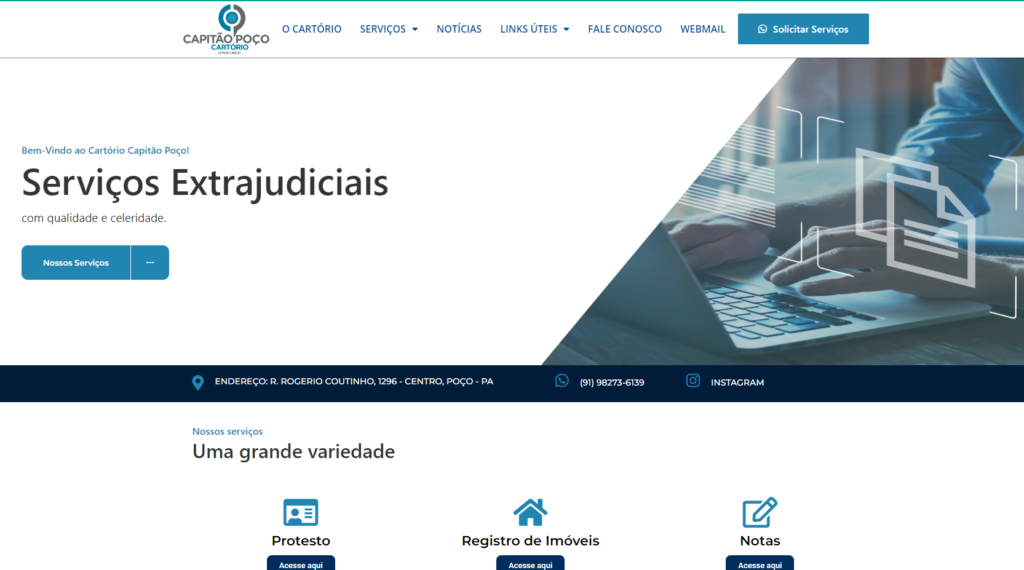 CAPITÃO POÇO
CARTÓRIO
O CARTÓRIO
SERVIÇOS
NOTÍCIAS
LINKS ÚTEIS
FALE CONOSCO
WEBMAIL
Solicitar Serviços
Bem-Vindo ao Cartório Capitão Poço!
Serviços Extrajudiciais
com qualidade e celeridade.
Nossos Serviços
ENDEREÇO: R. ROGERIO COUTINHO, 1296 - CENTRO, POÇO - PA
(91) 98273-6139
INSTAGRAM
Nossos serviços
Uma grande variedade
Protesto
Registro de Imóveis
Notas
Acesse aqui
Acesse aqui
Acesse aqui